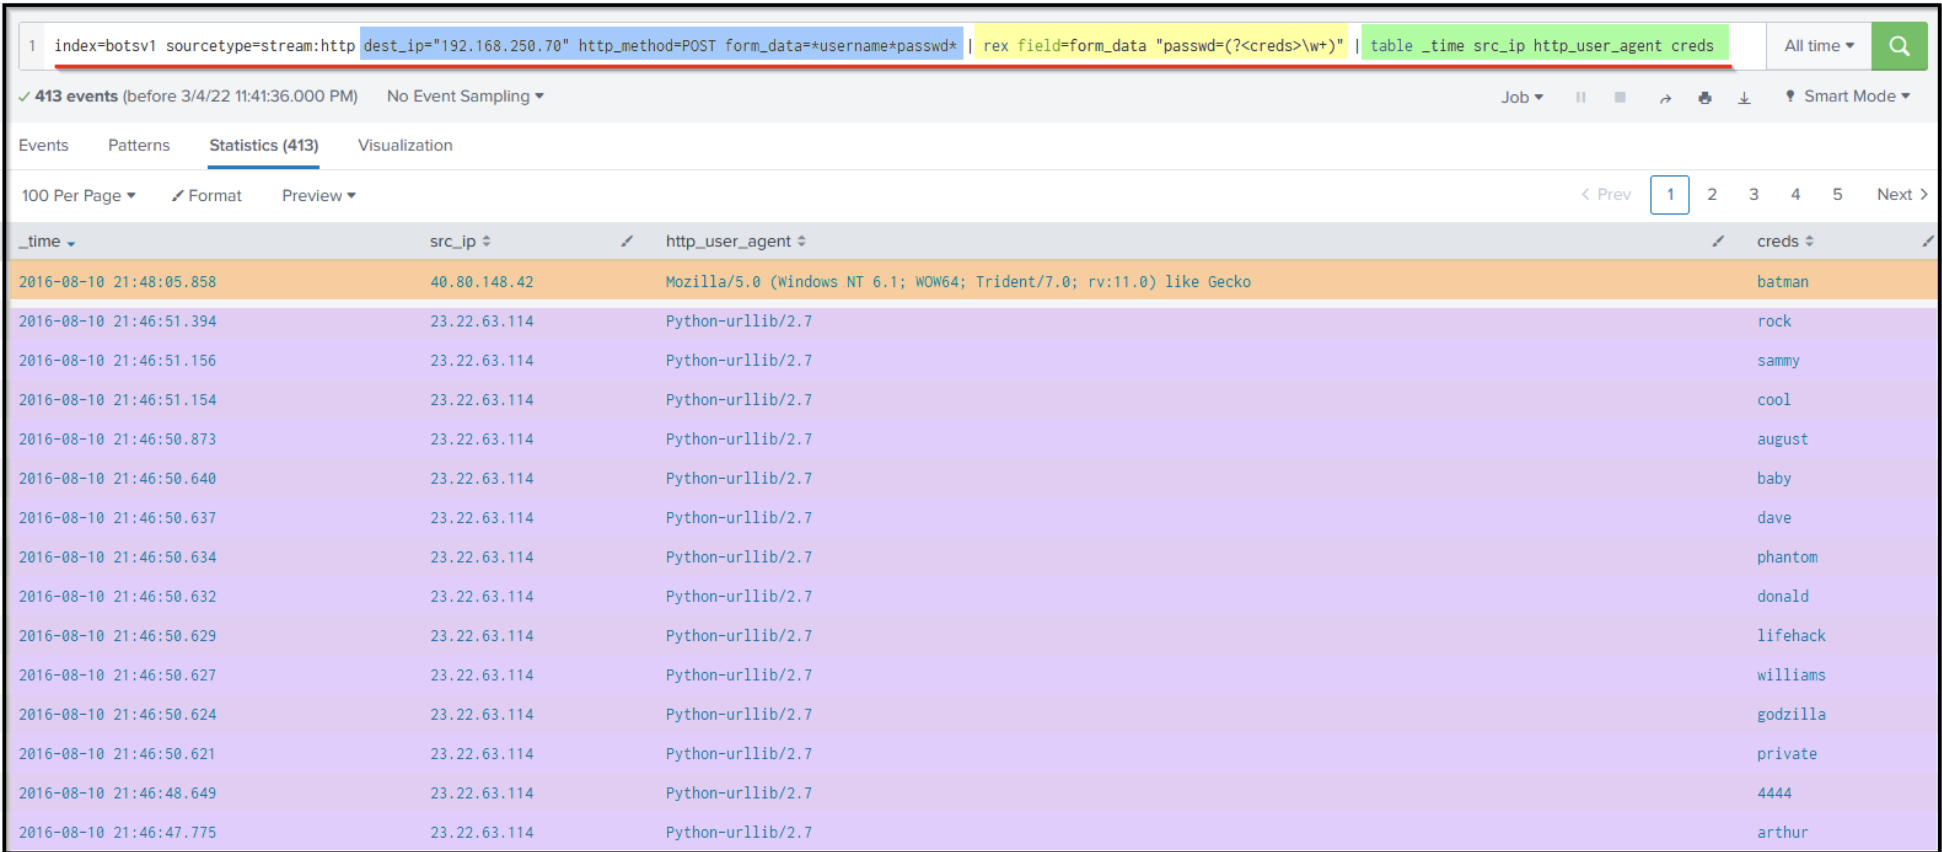 1 index=botsv1 sourcetype=stream:http dest_ip="192.168.250.70" http_method=POST form_data=*username*passwd* | rex field=form_data "passwd=(?<creds>\w+)" | table _time src_ip http_user_agent creds All time
413 events (before 3/4/22 11:41:36.000 PM) No Event Sampling Job Smart Mode
Events Patterns Statistics (413) Visualization
100 Per Page Format Preview < Prev 1 2 3 4 5 Next >
_time src_ip http_user_agent creds
2016-08-10 21:48:05.858 40.80.148.42 Mozilla/5.0 (Windows NT 6.1; WOW64; Trident/7.0; rv:11.0) like Gecko batman
2016-08-10 21:46:51.394 23.22.63.114 Python-urllib/2.7 rock
2016-08-10 21:46:51.156 23.22.63.114 Python-urllib/2.7 sammy
2016-08-10 21:46:51.154 23.22.63.114 Python-urllib/2.7 cool
2016-08-10 21:46:50.873 23.22.63.114 Python-urllib/2.7 august
2016-08-10 21:46:50.640 23.22.63.114 Python-urllib/2.7 baby
2016-08-10 21:46:50.637 23.22.63.114 Python-urllib/2.7 dave
2016-08-10 21:46:50.634 23.22.63.114 Python-urllib/2.7 phantom
2016-08-10 21:46:50.632 23.22.63.114 Python-urllib/2.7 donald
2016-08-10 21:46:50.629 23.22.63.114 Python-urllib/2.7 lifehack
2016-08-10 21:46:50.627 23.22.63.114 Python-urllib/2.7 williams
2016-08-10 21:46:50.624 23.22.63.114 Python-urllib/2.7 godzilla
2016-08-10 21:46:50.621 23.22.63.114 Python-urllib/2.7 private
2016-08-10 21:46:48.649 23.22.63.114 Python-urllib/2.7 4444
2016-08-10 21:46:47.775 23.22.63.114 Python-urllib/2.7 arthur